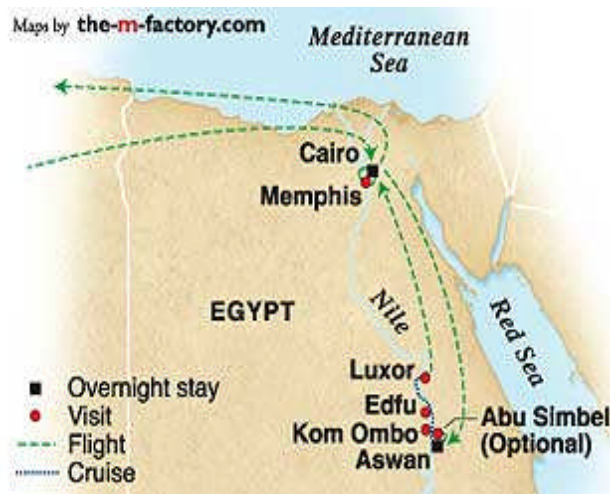 Maps by the-m-factory.com
Mediterranean
Sea
Cairo
Memphis
EGYPT
Nile
Red Sea
Luxor
Edfu
Kom Ombo
Aswan
Abu Simbel
(Optional)
Overnight stay
Visit
Flight
Cruise